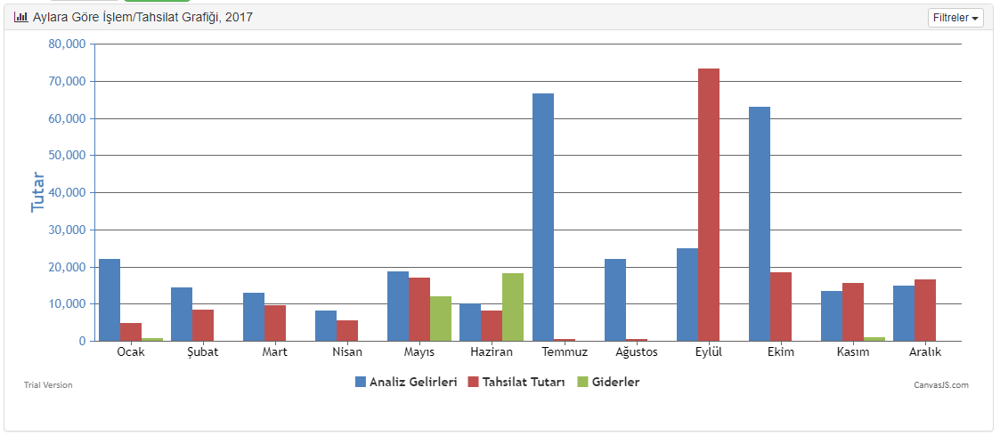 Aylara Göre İşlem/Tahsilat Grafiği, 2017
Filtreler
80,000
70,000
60,000
50,000
40,000
30,000
20,000
10,000
0
Tutar
Ocak Şubat Mart Nisan Mayıs Haziran Temmuz Ağustos Eylül Ekim Kasım Aralık
Analiz Gelirleri Tahsilat Tutarı Giderler
Trial Version
CanvasJS.com